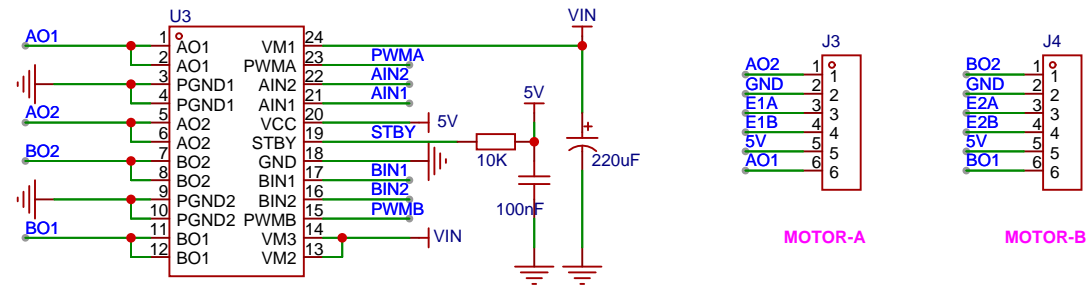 U3
AO1 1 AO1 VM1 24 VIN
2 AO1 PWMA 23 PWMA
3 PGND1 AIN2 22 AIN2
4 PGND1 AIN1 21 AIN1
AO2 5 AO2 VCC 20 5V
6 AO2 STBY 19 STBY
BO2 7 BO2 GND 18
8 BO2 BIN1 17 BIN1
9 PGND2 BIN2 16 BIN2
10 PGND2 PWMB 15 PWMB
BO1 11 BO1 VM3 14 VIN
12 BO1 VM2 13
5V
10K
100nF
+
220uF
J3
AO2 1 1
GND 2 2
E1A 3 3
E1B 4 4
5V 5 5
AO1 6 6
MOTOR-A
J4
BO2 1 1
GND 2 2
E2A 3 3
E2B 4 4
5V 5 5
BO1 6 6
MOTOR-B